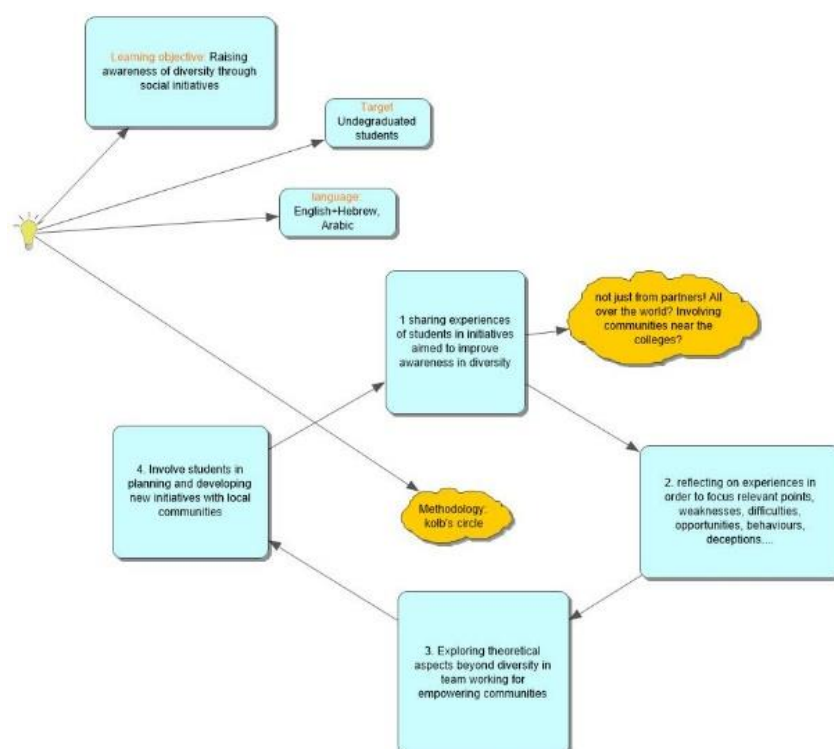 Learning objective: Raising
awareness of diversity through
social initiatives
Target
Undegraduated
students
language:
English+Hebrew,
Arabic
1 sharing experiences
of students in initiatives
aimed to improve
awareness in diversity
not just from partners! All
over the world? Involving
communities near the
colleges?
2. reflecting on experiences in
order to focus relevant points,
weaknesses, difficulties,
opportunities, behaviours,
deceptions....
3. Exploring theoretical
aspects beyond diversity in
team working for
empowering communities
4. Involve students in
planning and developing
new initiatives with local
communities
Methodology:
kolb's circle